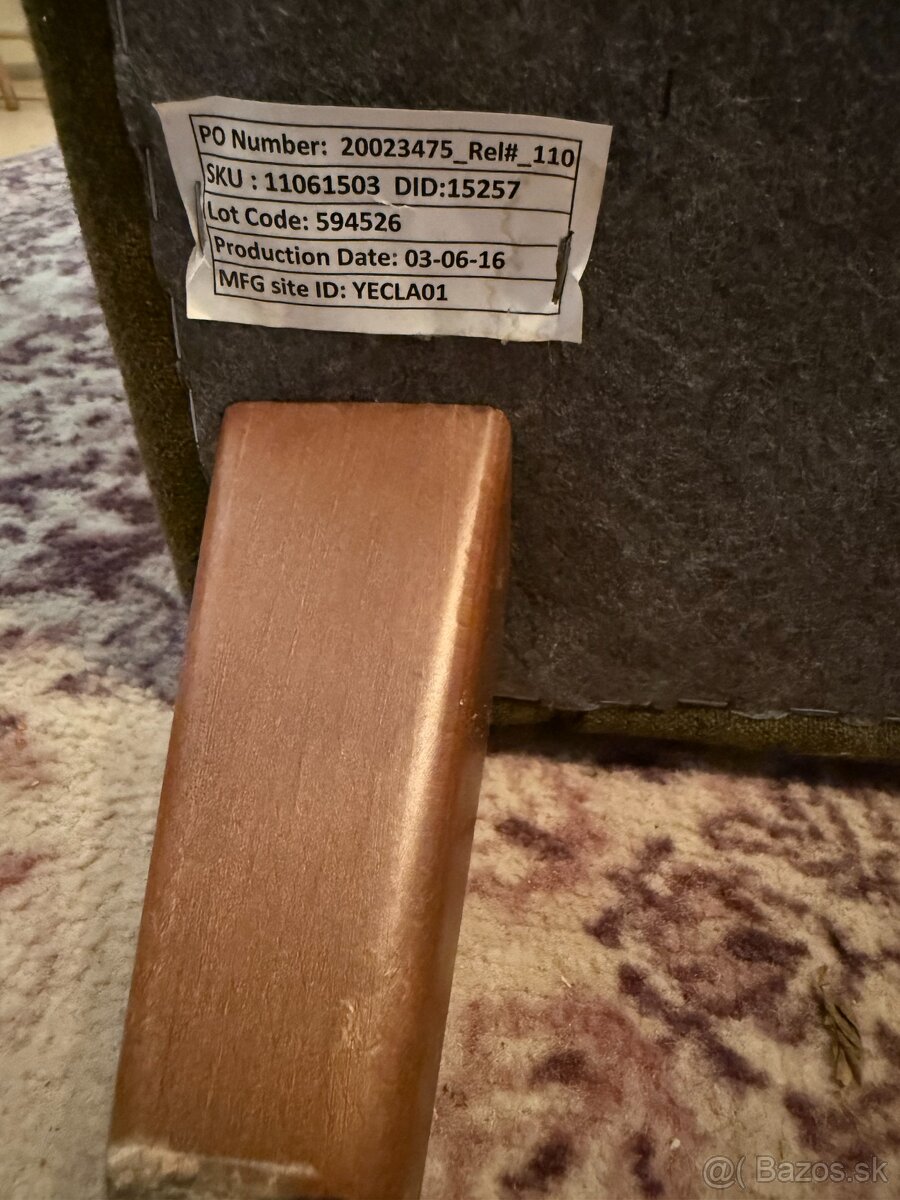 PO Number: 20023475_Rel#_110
SKU : 11061503 DID:15257
Lot Code: 594526
Production Date: 03-06-16
MFG site ID: YECLA01
@( Bazos.sk